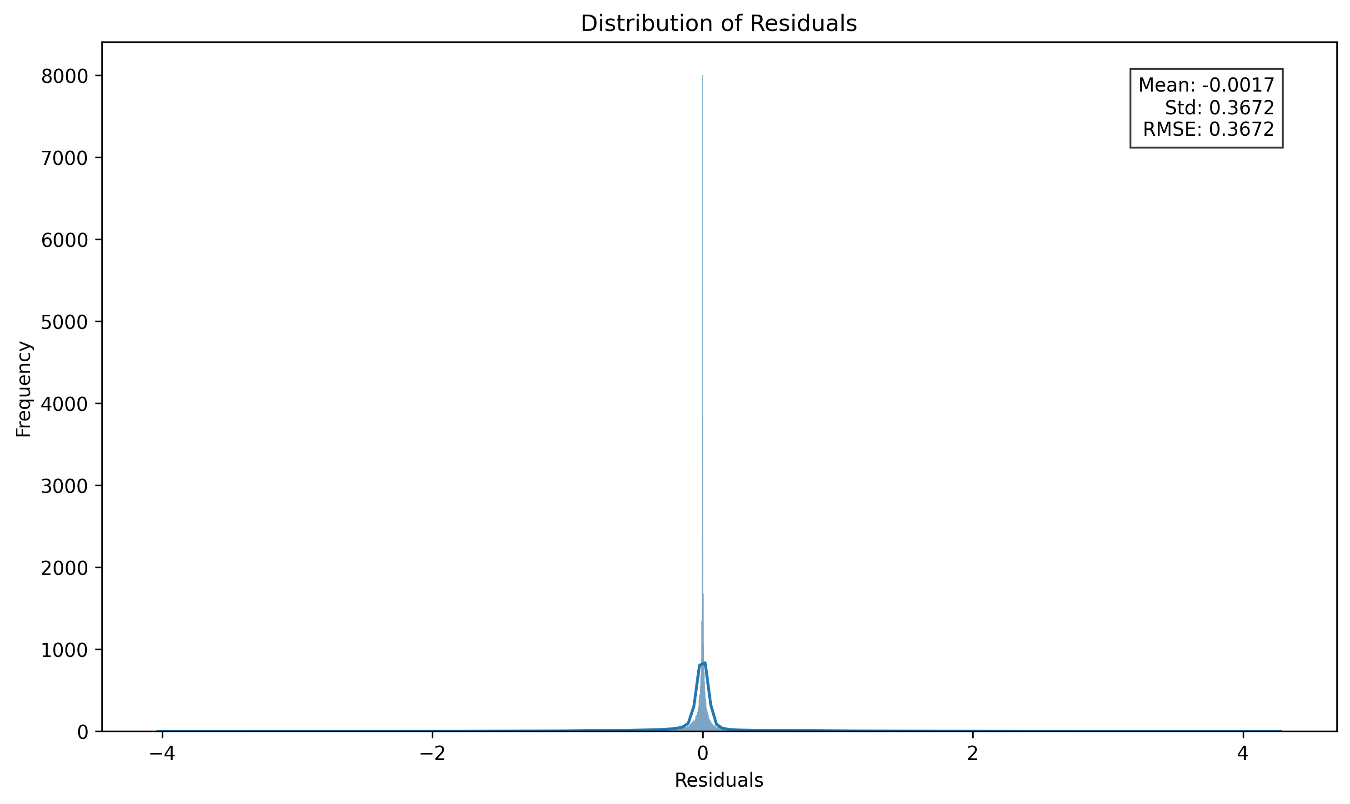 Distribution of Residuals
Mean: -0.0017
Std: 0.3672
RMSE: 0.3672
8000
7000
6000
5000
4000
3000
2000
1000
0
Frequency
−4
−2
0
2
4
Residuals